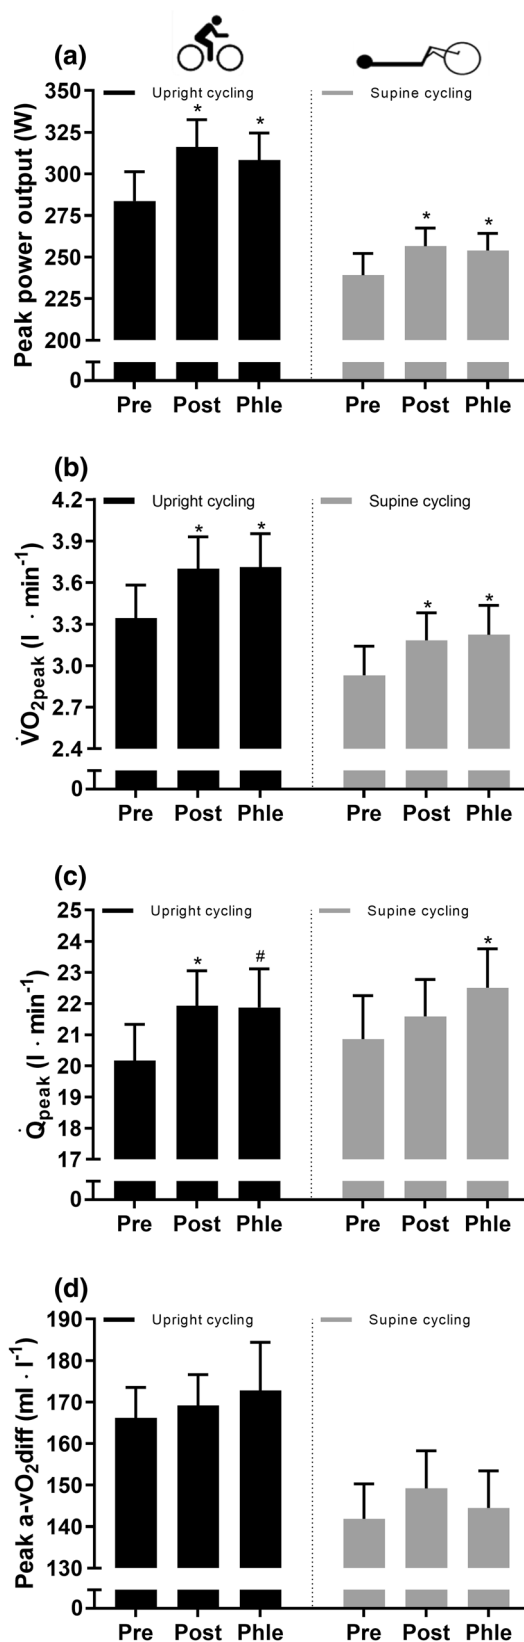 (a)
Upright cycling
Supine cycling
Peak power output (W)
350
325
300
275
250
225
200
0
* * * *
Pre Post Phle Pre Post Phle
(b)
Upright cycling
Supine cycling
V̇O₂peak (l · min⁻¹)
4.2
3.9
3.6
3.3
3.0
2.7
2.4
0
* * * *
Pre Post Phle Pre Post Phle
(c)
Upright cycling
Supine cycling
Q̇peak (l · min⁻¹)
25
24
23
22
21
20
19
18
17
0
* # *
Pre Post Phle Pre Post Phle
(d)
Upright cycling
Supine cycling
Peak a-vO₂diff (ml · l⁻¹)
190
180
170
160
150
140
130
0
Pre Post Phle Pre Post Phle